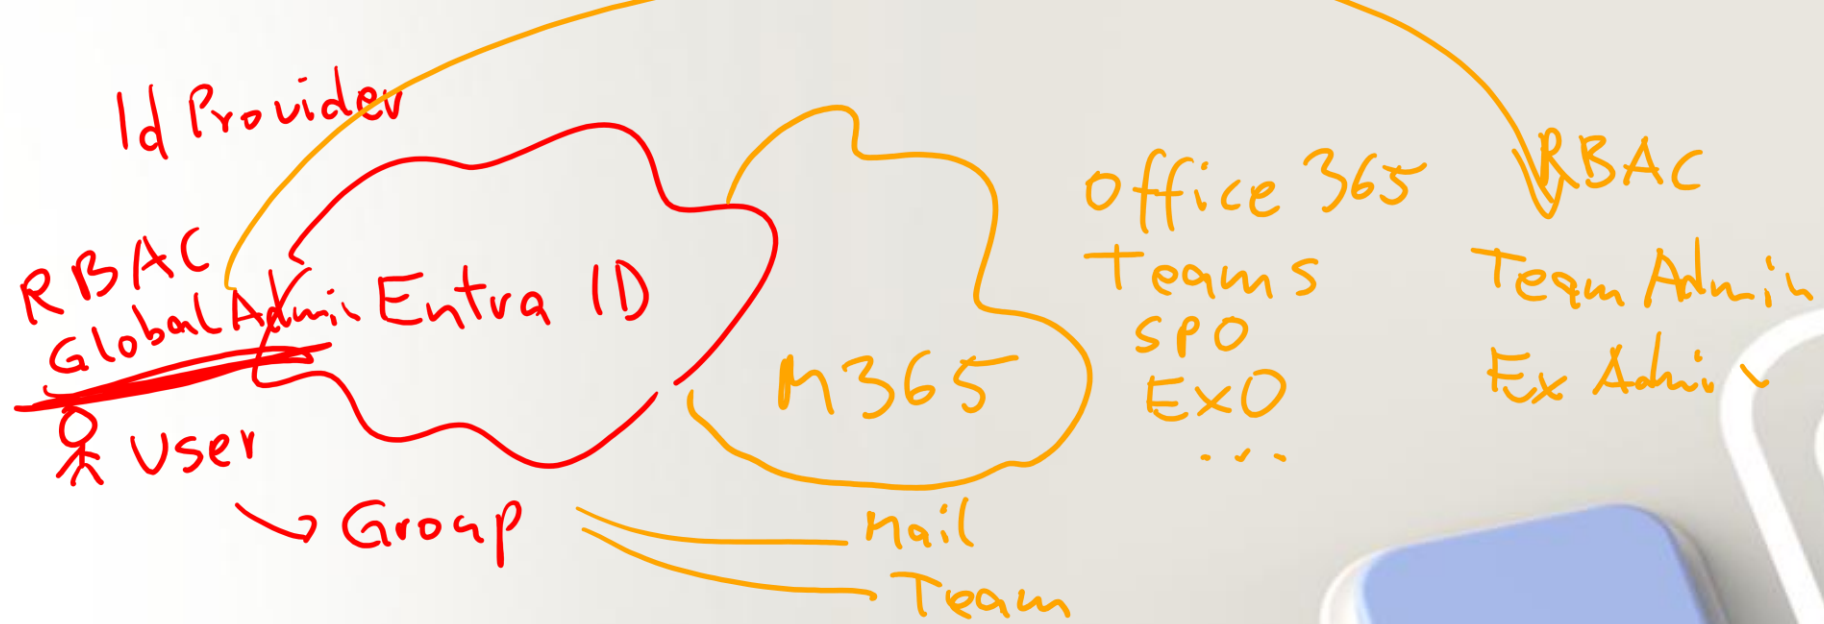 Id Provider
RBAC
Global Admin
Entra ID
User
Group
M365
Office 365
Teams
SPO
ExO
...
RBAC
Team Admin
Ex Admin
Mail
Team